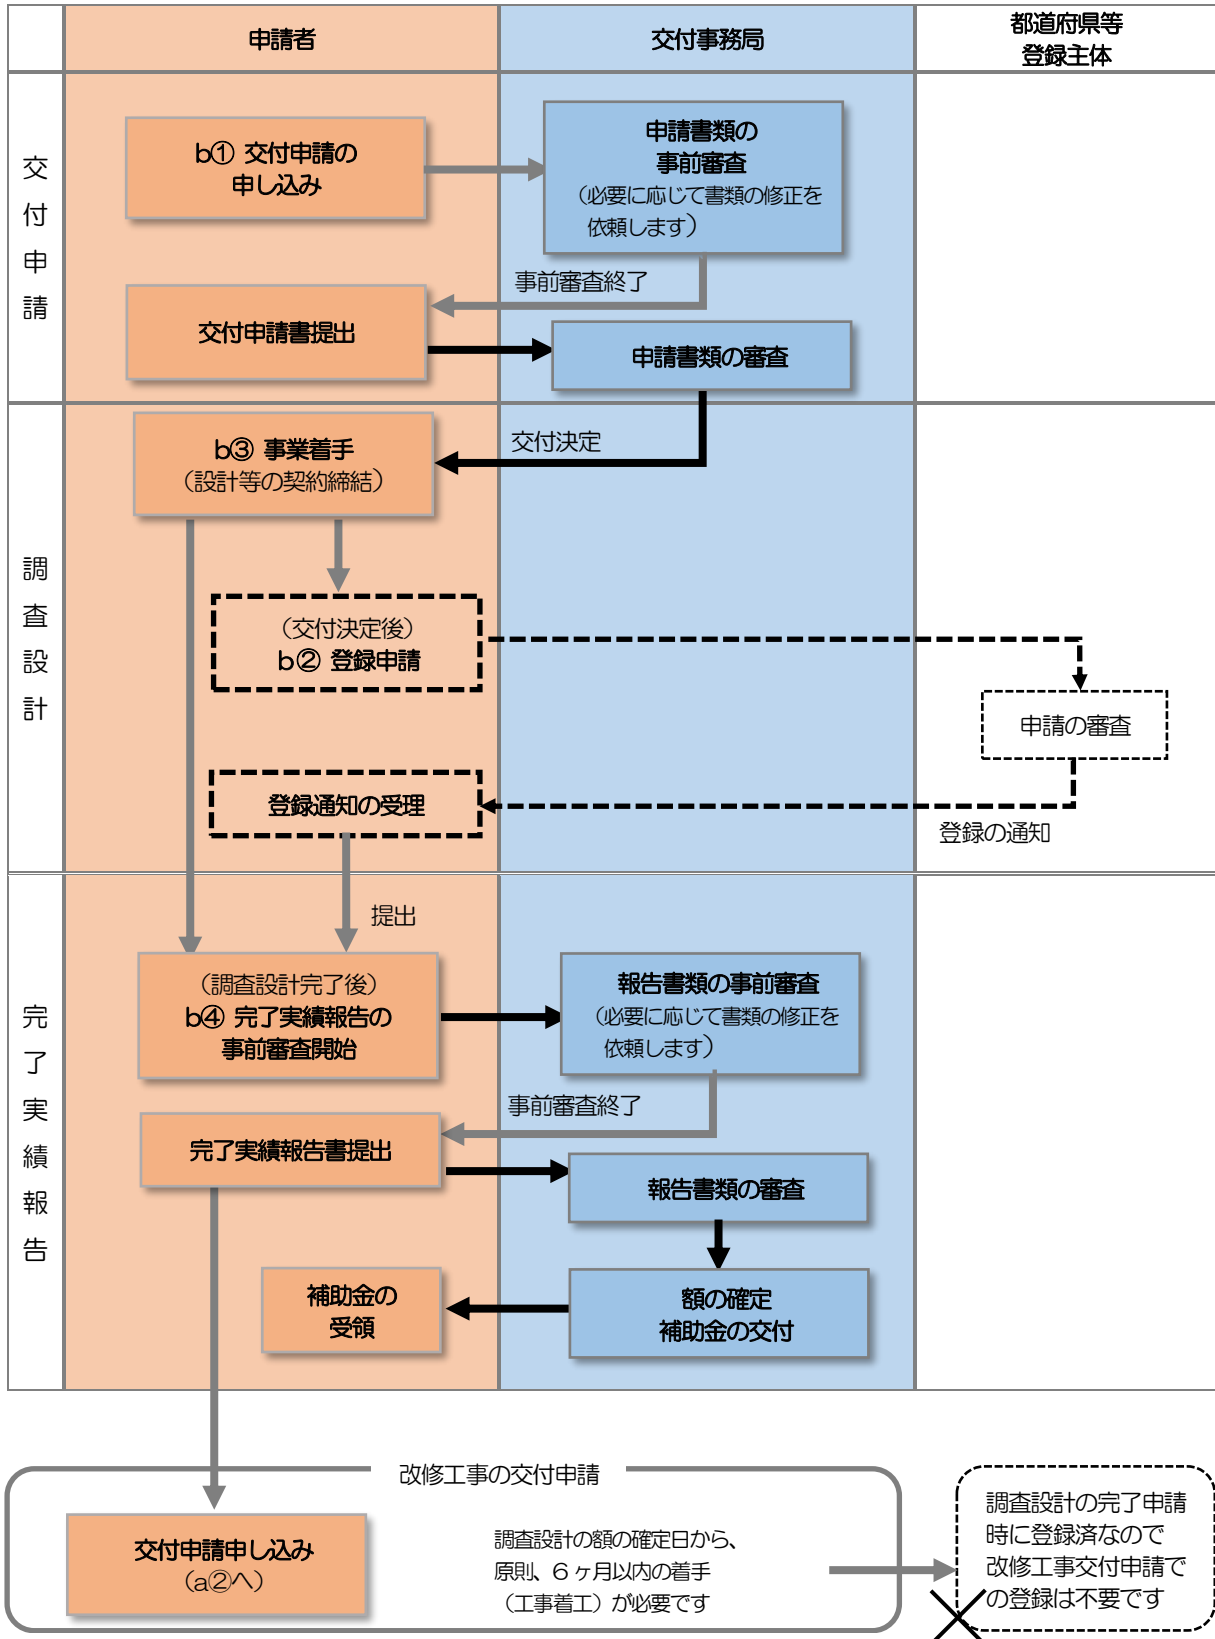 申請者
交付事務局
都道府県等
登録主体
交付申請
b① 交付申請の
申し込み
申請書類の
事前審査
（必要に応じて書類の修正を
依頼します）
事前審査終了
交付申請書提出
申請書類の審査
調査設計
b③ 事業着手
（設計等の契約締結）
交付決定
（交付決定後）
b② 登録申請
申請の審査
登録通知の受理
登録の通知
提出
完了実績報告
（調査設計完了後）
b④ 完了実績報告の
事前審査開始
報告書類の事前審査
（必要に応じて書類の修正を
依頼します）
事前審査終了
完了実績報告書提出
報告書類の審査
補助金の
受領
額の確定
補助金の交付
改修工事の交付申請
交付申請申し込み
（a②へ）
調査設計の額の確定日から、
原則、６ヶ月以内の着手
（工事着工）が必要です
調査設計の完了申請
時に登録済なので
改修工事交付申請で
の登録は不要です